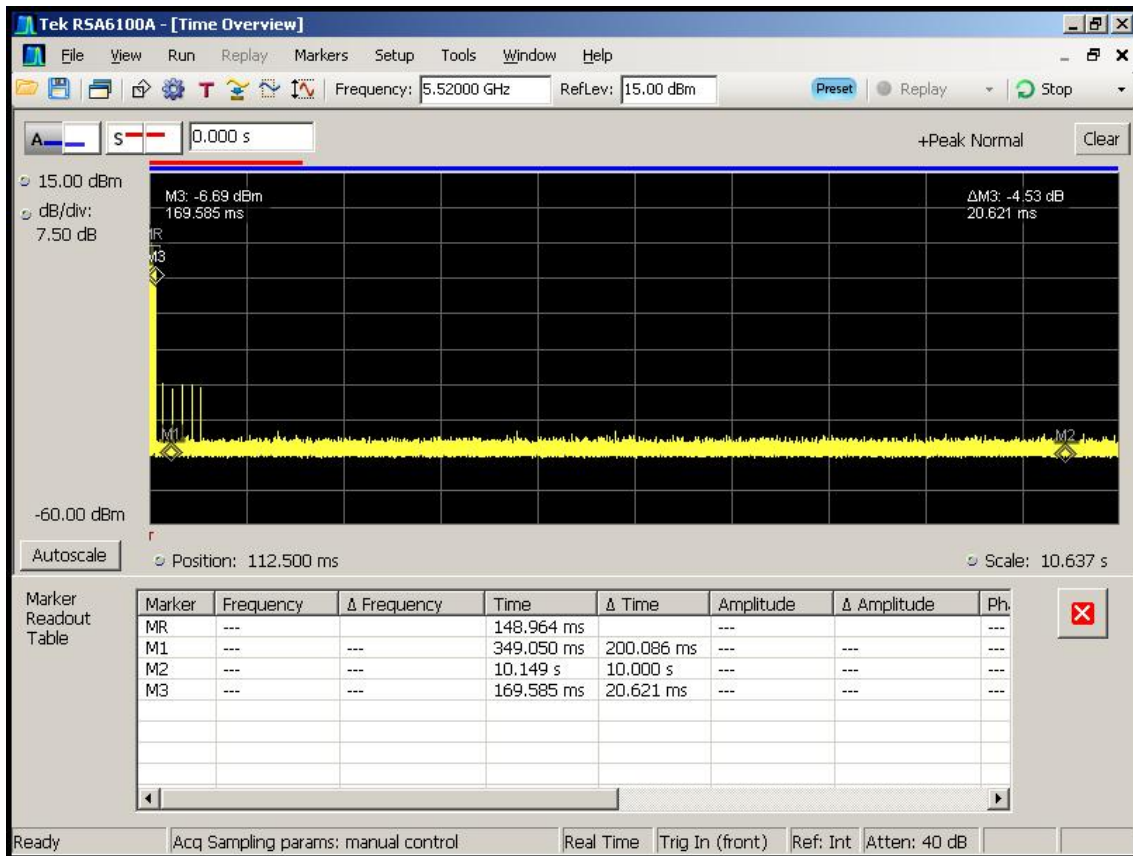 Tek RSA6100A - [Time Overview]
File View Run Replay Markers Setup Tools Window Help
Frequency: 5.52000 GHz RefLev: 15.00 dBm Preset Replay Stop
A S 0.000 s +Peak Normal Clear
15.00 dBm
dB/div:
7.50 dB
M3: -6.69 dBm
169.585 ms
ΔM3: -4.53 dB
20.621 ms
MR
M3
M1
M2
-60.00 dBm
Autoscale Position: 112.500 ms Scale: 10.637 s
Marker
Readout
Table
Marker Frequency Δ Frequency Time Δ Time Amplitude Δ Amplitude Ph
MR --- 148.964 ms --- ---
M1 --- --- 349.050 ms 200.086 ms --- --- ---
M2 --- --- 10.149 s 10.000 s --- --- ---
M3 --- --- 169.585 ms 20.621 ms --- --- ---
Ready Acq Sampling params: manual control Real Time Trig In (front) Ref: Int Atten: 40 dB